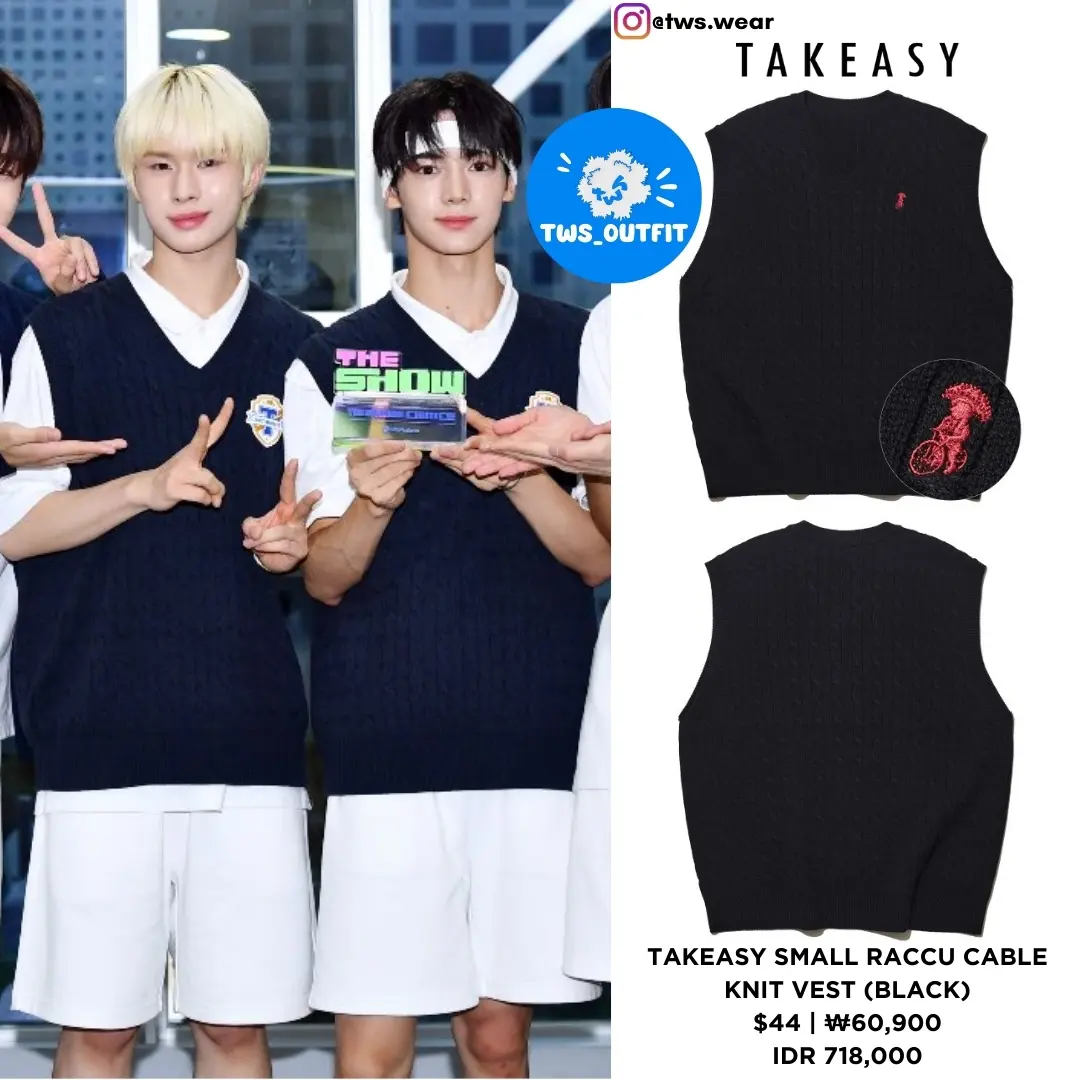 @tws.wear
TAKEASY
tws
TWS_OUTFIT
THE
SHOW
TAKEASY SMALL RACCU CABLE
KNIT VEST (BLACK)
$44 | ₩60,900
IDR 718,000